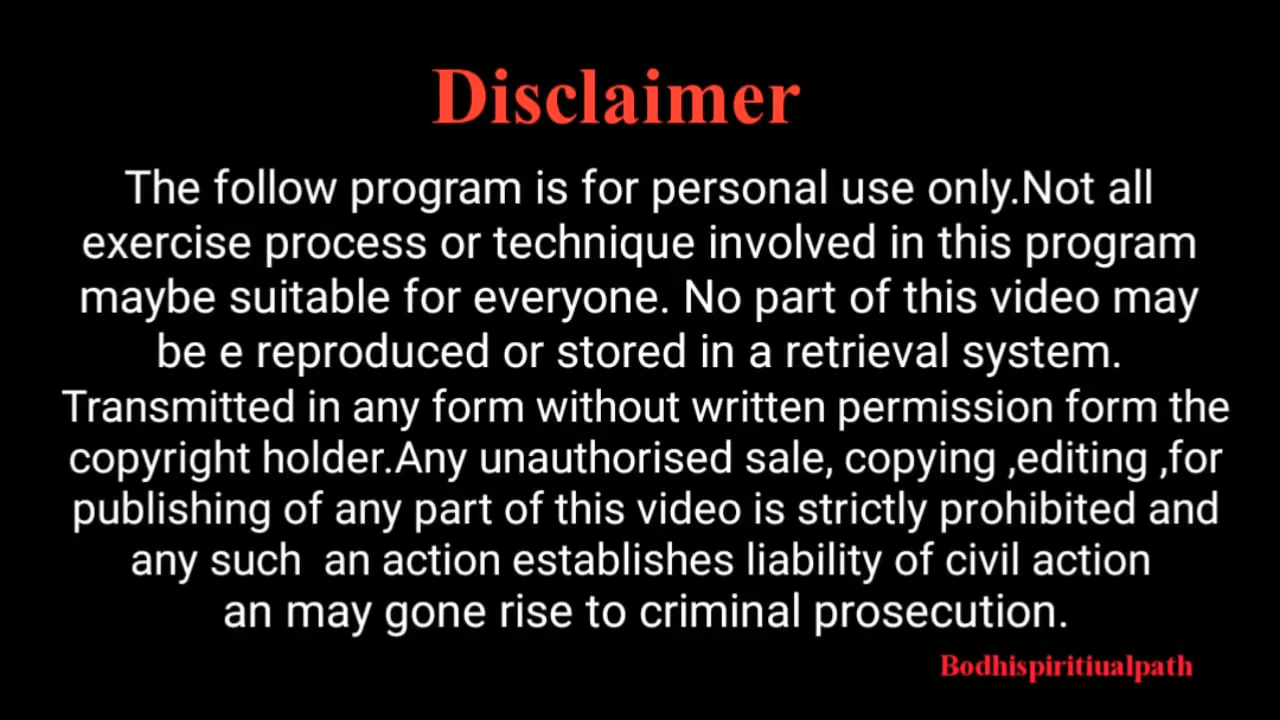 Disclaimer
The follow program is for personal use only.Not all
exercise process or technique involved in this program
maybe suitable for everyone. No part of this video may
be e reproduced or stored in a retrieval system.
Transmitted in any form without written permission form the
copyright holder.Any unauthorised sale, copying ,editing ,for
publishing of any part of this video is strictly prohibited and
any such  an action establishes liability of civil action
an may gone rise to criminal prosecution.
Bodhispiritiualpath